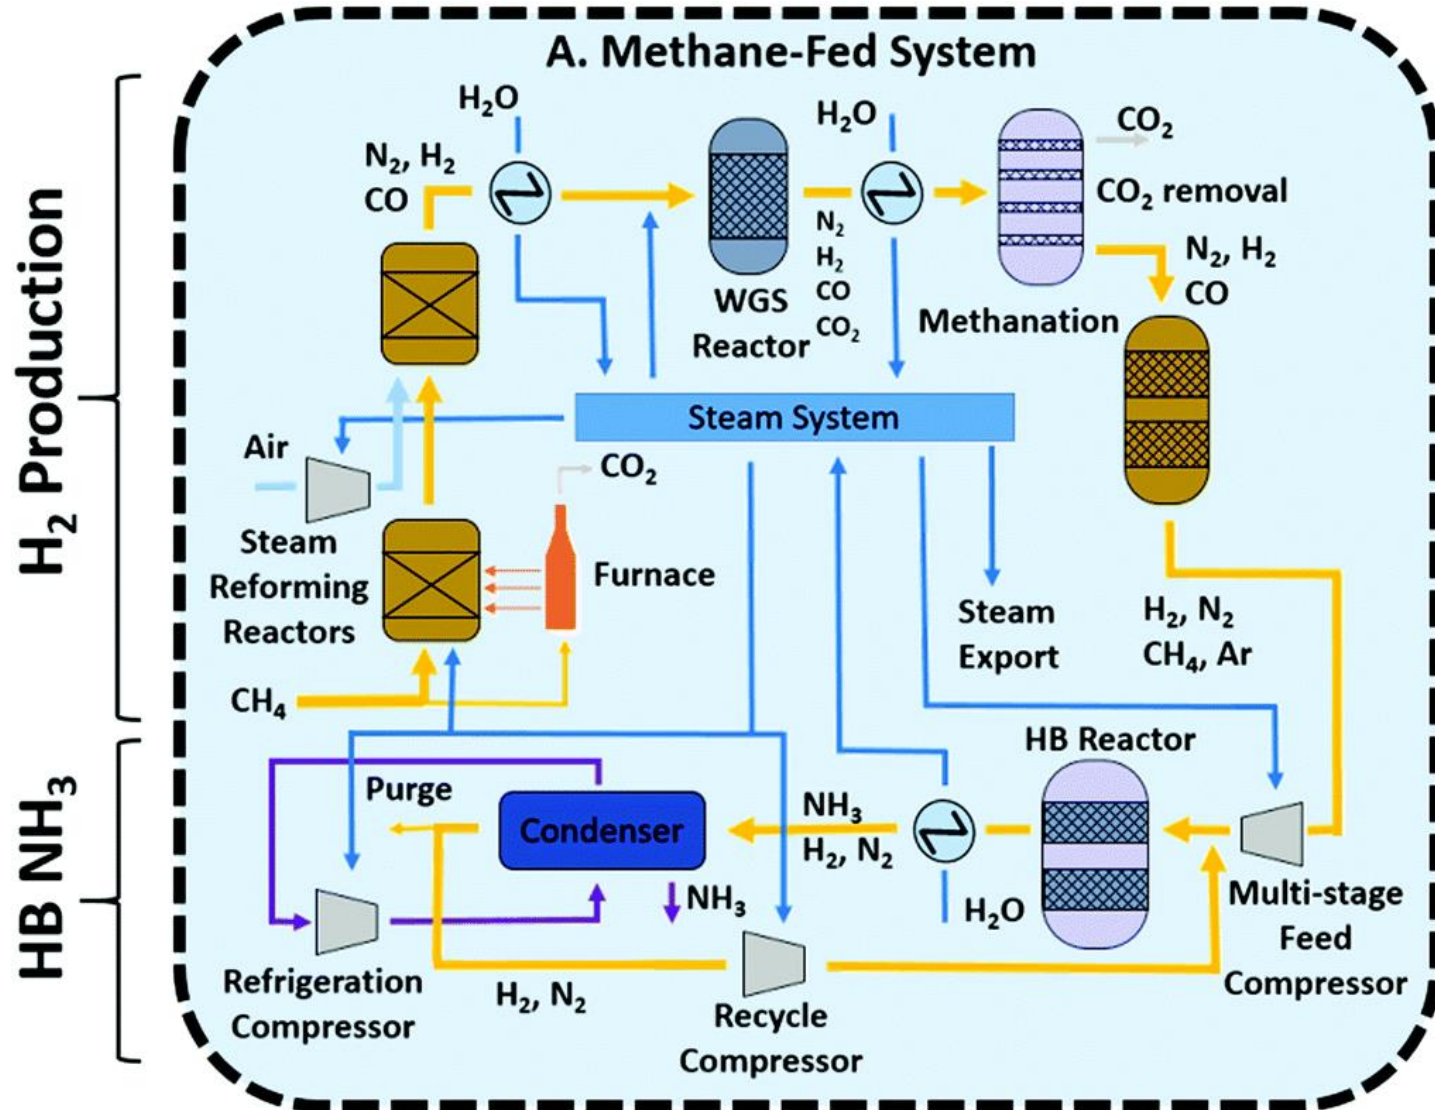 A. Methane-Fed System
H₂ Production
HB NH₃
H₂O
N₂, H₂
CO
H₂O
CO₂
CO₂ removal
N₂
H₂
CO
CO₂
N₂, H₂
CO
WGS
Reactor
Methanation
Steam System
Air
CO₂
Steam
Reforming
Reactors
Furnace
Steam
Export
H₂, N₂
CH₄, Ar
CH₄
HB Reactor
Purge
Condenser
NH₃
H₂, N₂
NH₃
H₂O
Multi-stage
Feed
Compressor
Refrigeration
Compressor
H₂, N₂
Recycle
Compressor